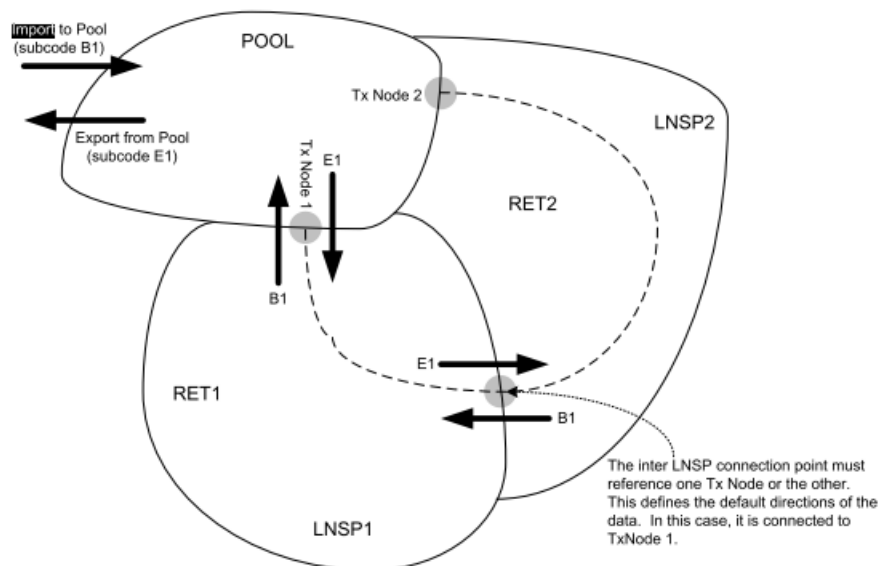 Import to Pool
(subcode B1)
POOL
Export from Pool
(subcode E1)
Tx Node 2
LNSP2
Tx Node 1
E1
RET2
B1
E1
RET1
B1
The inter LNSP connection point must
reference one Tx Node or the other.
This defines the default directions of the
data. In this case, it is connected to
TxNode 1.
LNSP1